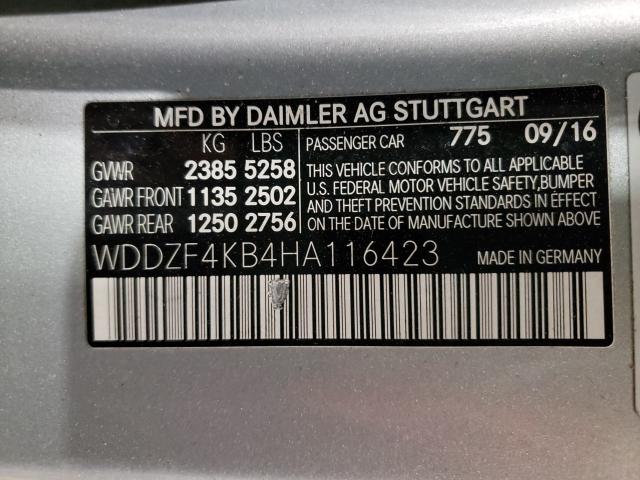 MFD BY DAIMLER AG STUTTGART
KG LBS
PASSENGER CAR 775 09/16
GVWR 2385 5258
GAWR FRONT 1135 2502
GAWR REAR 1250 2756
THIS VEHICLE CONFORMS TO ALL APPLICABLE
U.S. FEDERAL MOTOR VEHICLE SAFETY,BUMPER
AND THEFT PREVENTION STANDARDS IN EFFECT
ON THE DATE OF MANUFACTURE SHOWN ABOVE
WDDZF4KB4HA116423 MADE IN GERMANY